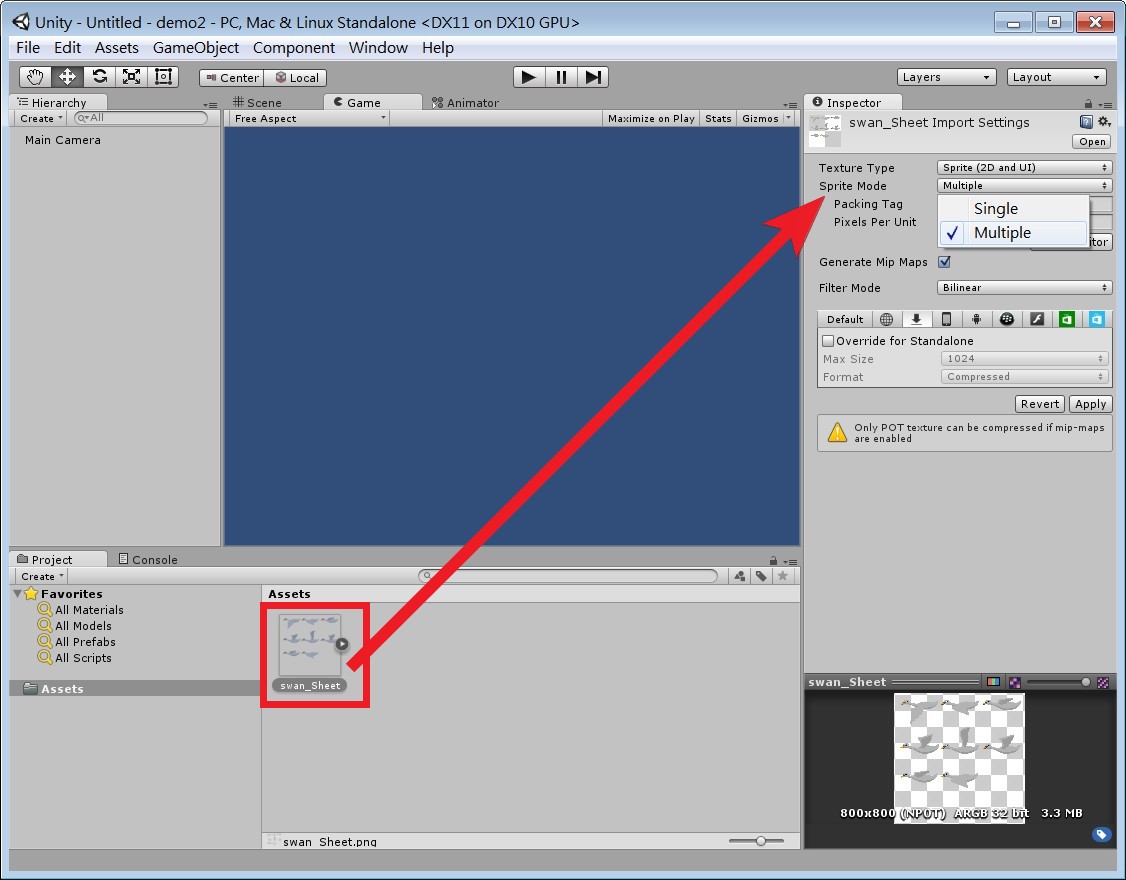 Unity - Untitled - demo2 - PC, Mac & Linux Standalone <DX11 on DX10 GPU>
File Edit Assets GameObject Component Window Help
Center Local Layers Layout
Hierarchy
Create All
Main Camera
Scene Game Animator
Free Aspect Maximize on Play Stats Gizmos
Inspector
swan_Sheet Import Settings
Open
Texture Type Sprite (2D and UI)
Sprite Mode Multiple
Packing Tag
Single
Pixels Per Unit
Multiple
tor
Generate Mip Maps
Filter Mode Bilinear
Default
Override for Standalone
Max Size 1024
Format Compressed
Revert Apply
Only POT texture can be compressed if mip-maps
are enabled
Project Console
Create
Favorites
All Materials
All Models
All Prefabs
All Scripts
Assets
Assets
swan_Sheet
swan_Sheet.png
swan_Sheet
800x800 (NPOT) ARGB 32 bit 3.3 MB